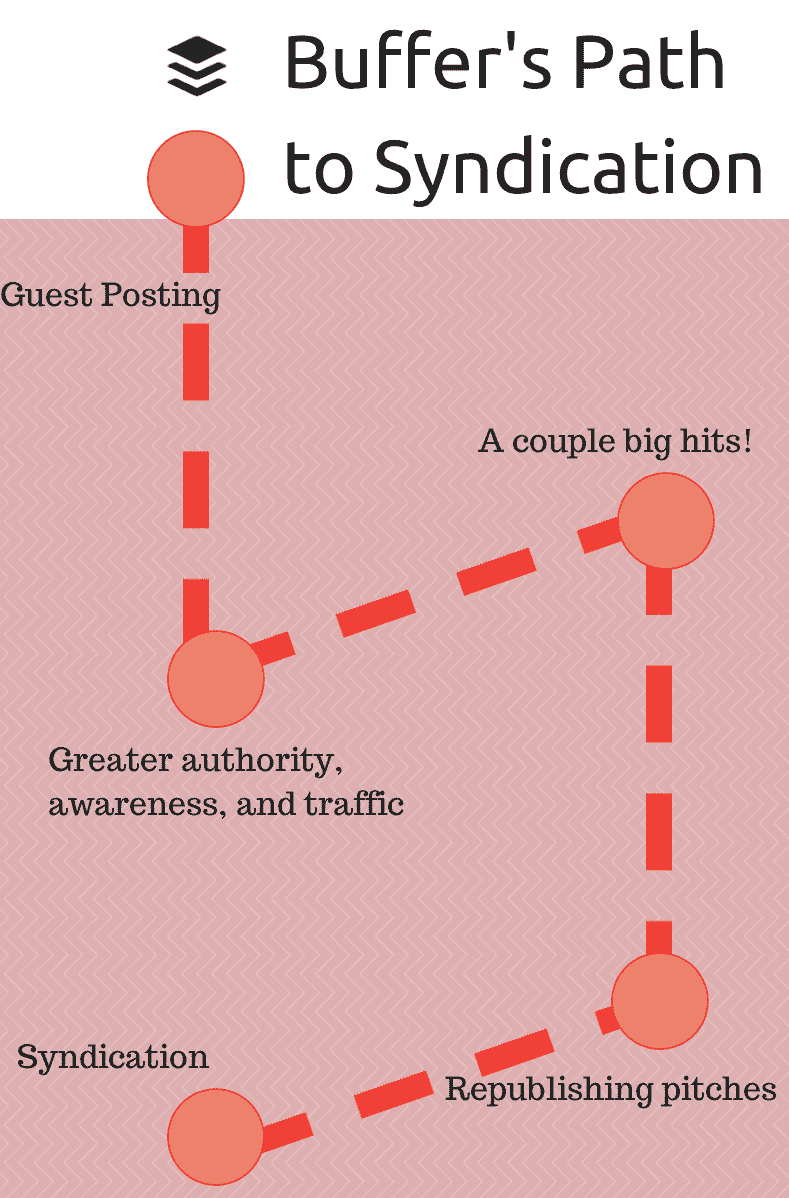 Buffer's Path
to Syndication
Guest Posting
A couple big hits!
Greater authority,
awareness, and traffic
Syndication
Republishing pitches